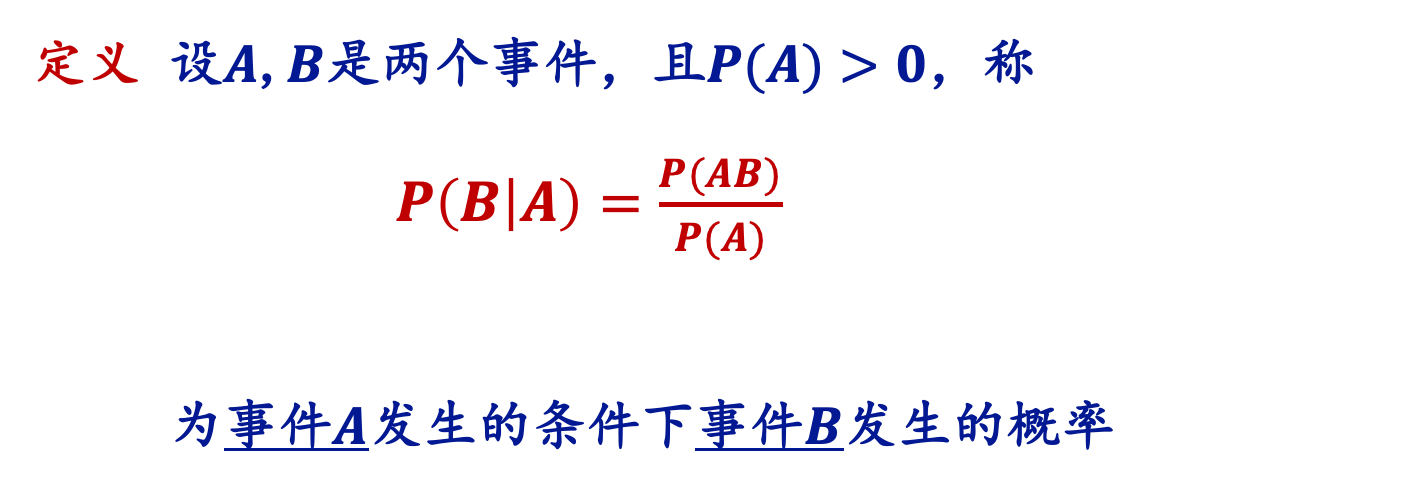 定义 设A, B是两个事件，且P(A) > 0，称
P(B|A) = P(AB)/P(A)
为事件A发生的条件下事件B发生的概率